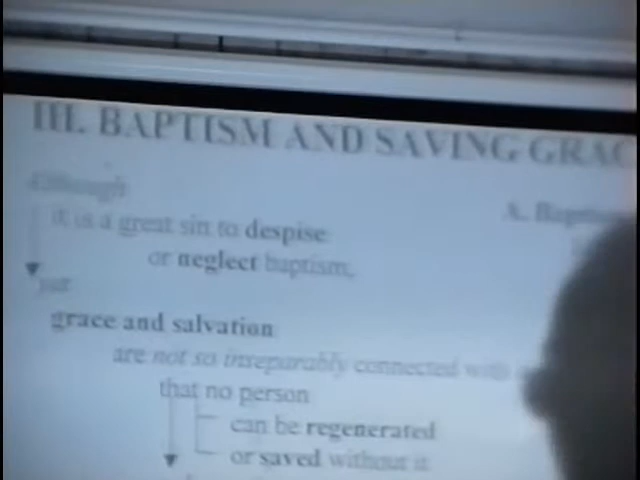 III. BAPTISM AND SAVING GRAC
Although
A. Baptism
it is a great sin to despise
or neglect baptism,
yet
grace and salvation
are not so inseparably connected with
that no person
can be regenerated
or saved without it